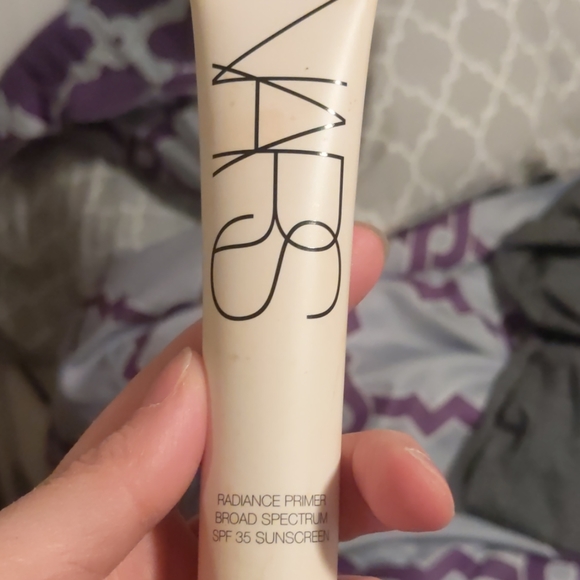 NARS
RADIANCE PRIMER
BROAD SPECTRUM
SPF 35 SUNSCREEN